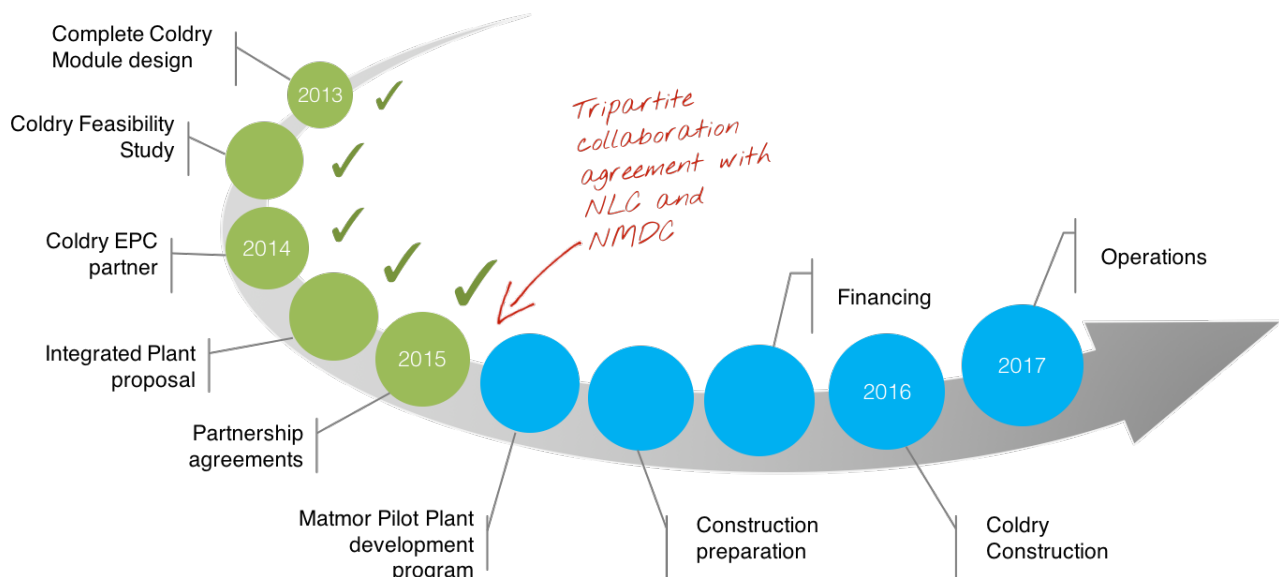 Complete Coldry
Module design
2013
Coldry Feasibility
Study
Coldry EPC
partner
2014
Integrated Plant
proposal
2015
Partnership
agreements
Tripartite
collaboration
agreement with
NLC and
NMDC
Matmor Pilot Plant
development
program
Construction
preparation
Financing
2016
Coldry
Construction
2017
Operations